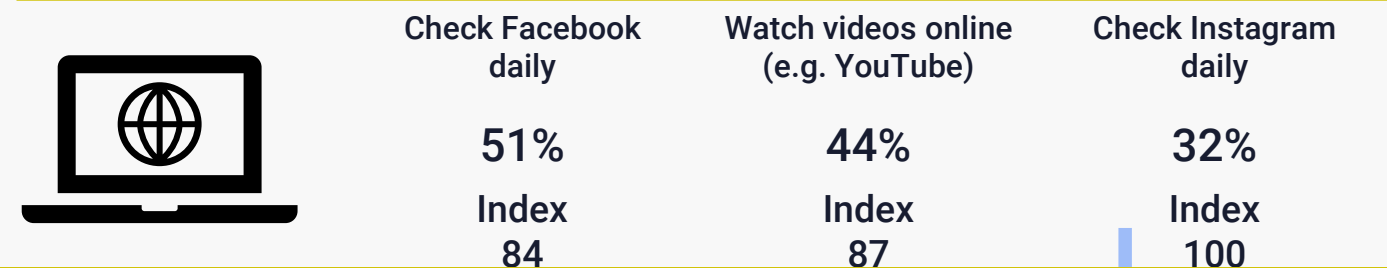 Check Facebook
daily
51%
Index
84
Watch videos online
(e.g. YouTube)
44%
Index
87
Check Instagram
daily
32%
Index
100